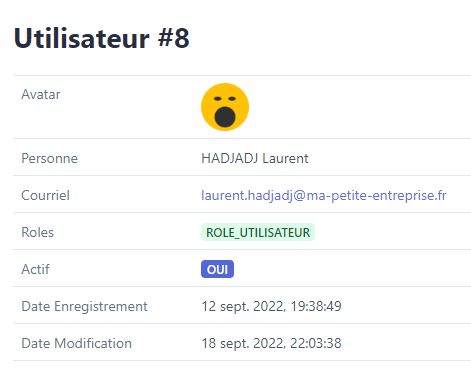 Utilisateur #8
Avatar
Personne HADJADJ Laurent
Courriel laurent.hadjadj@ma-petite-entreprise.fr
Roles ROLE_UTILISATEUR
Actif OUI
Date Enregistrement 12 sept. 2022, 19:38:49
Date Modification 18 sept. 2022, 22:03:38